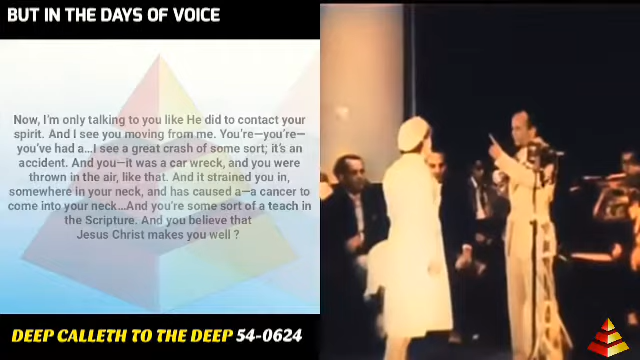 BUT IN THE DAYS OF VOICE
Now, I'm only talking to you like He did to contact your
spirit. And I see you moving from me. You're—you're—
you've had a...I see a great crash of some sort; it's an
accident. And you—it was a car wreck, and you were
thrown in the air, like that. And it strained you in,
somewhere in your neck, and has caused a—a cancer to
come into your neck...And you're some sort of a teach in
the Scripture. And you believe that
Jesus Christ makes you well ?
DEEP CALLETH TO THE DEEP 54-0624